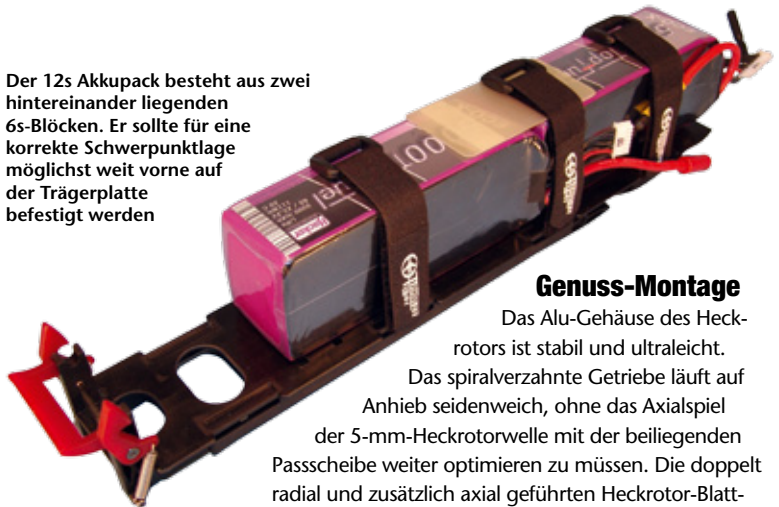 Der 12s Akkupack besteht aus zwei
hintereinander liegenden
6s-Blöcken. Er sollte für eine
korrekte Schwerpunktlage
möglichst weit vorne auf
der Trägerplatte
befestigt werden
Genuss-Montage
Das Alu-Gehäuse des Heck-
rotors ist stabil und ultraleicht.
Das spiralverzahnte Getriebe läuft auf
Anhieb seidenweich, ohne das Axialspiel
der 5-mm-Heckrotorwelle mit der beiliegenden
Passscheibe weiter optimieren zu müssen. Die doppelt
radial und zusätzlich axial geführten Heckrotor-Blatt-